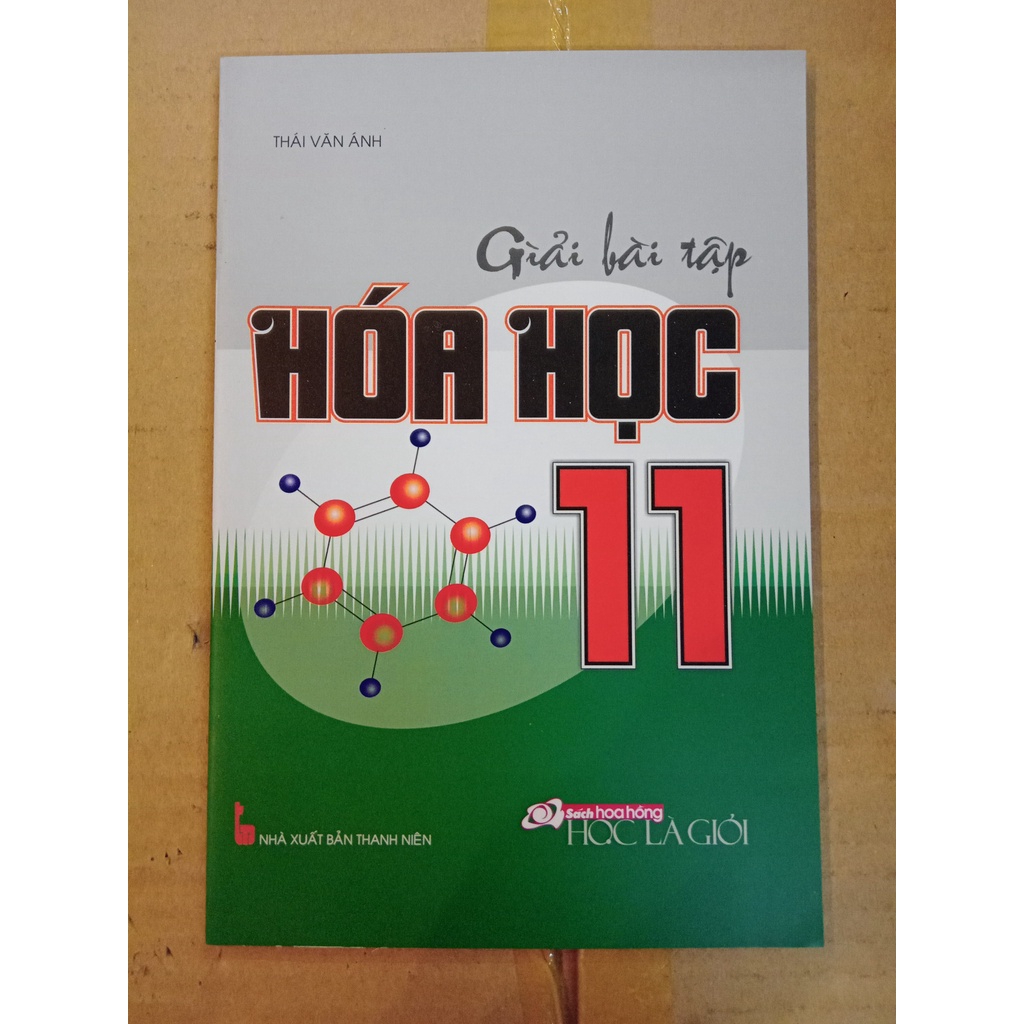 THÁI VĂN ÁNH
Giải bài tập
HÓA HỌC
11
NHÀ XUẤT BẢN THANH NIÊN
Sách hoa hồng
HỌC LÀ GIỎI